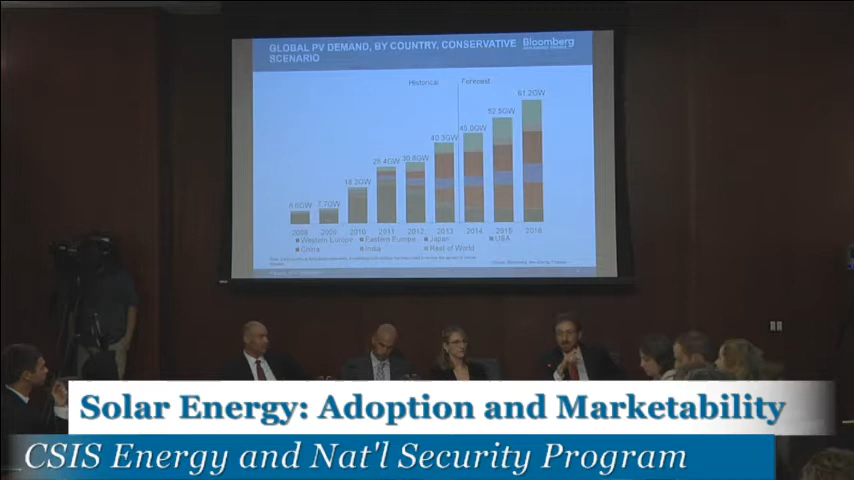 GLOBAL PV DEMAND, BY COUNTRY, CONSERVATIVE
SCENARIO
Bloomberg
Historical
Forecast
6.6GW
7.7GW
18.2GW
28.4GW
30.6GW
40.3GW
45.0GW
52.5GW
61.2GW
2008 2009 2010 2011 2012 2013 2014 2015 2016
Western Europe Eastern Europe Japan USA
China India Rest of World
Solar Energy: Adoption and Marketability
CSIS Energy and Nat'l Security Program